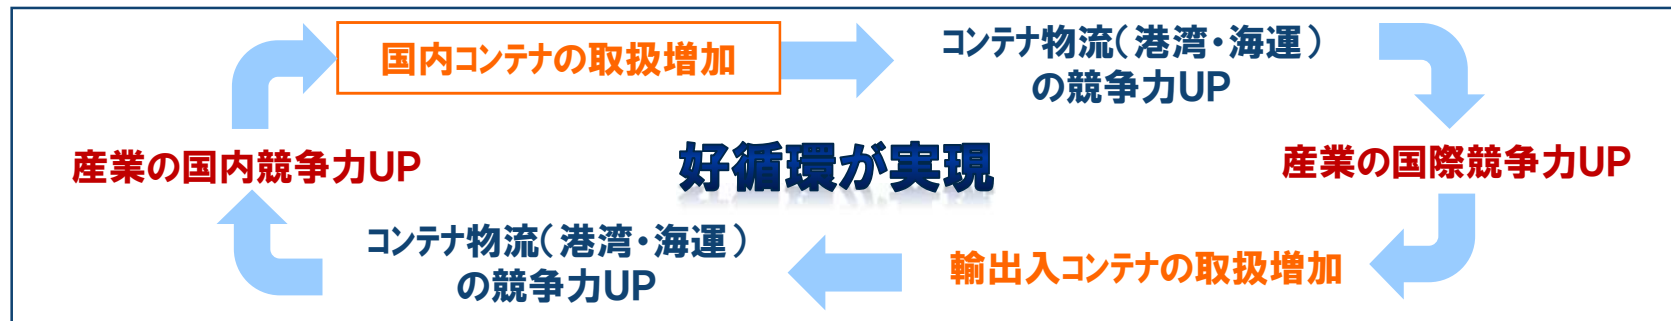 国内コンテナの取扱増加
コンテナ物流(港湾・海運)
の競争力UP
産業の国内競争力UP
好循環が実現
産業の国際競争力UP
コンテナ物流(港湾・海運)
の競争力UP
輸出入コンテナの取扱増加